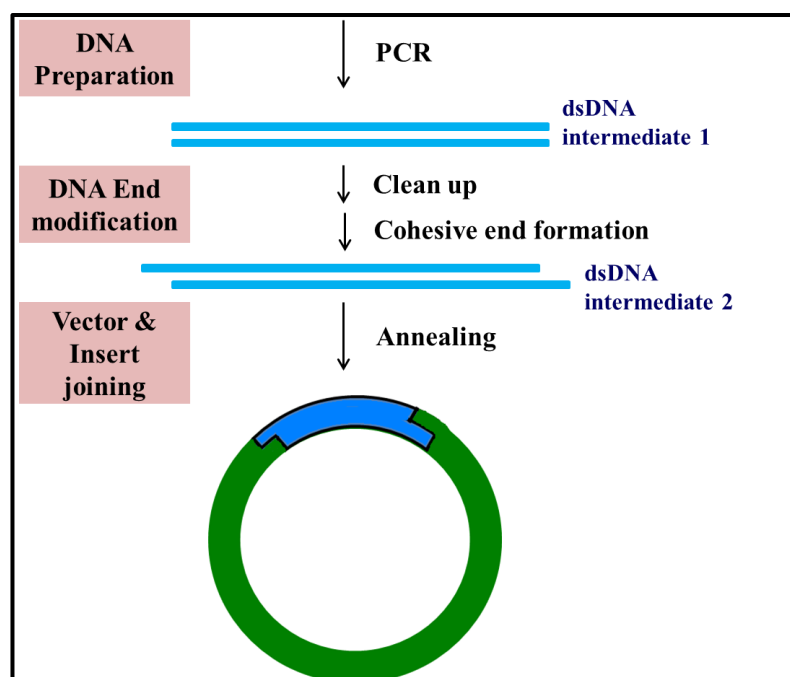 DNA
Preparation
PCR
dsDNA
intermediate 1
DNA End
modification
Clean up
Cohesive end formation
dsDNA
intermediate 2
Vector &
Insert
joining
Annealing